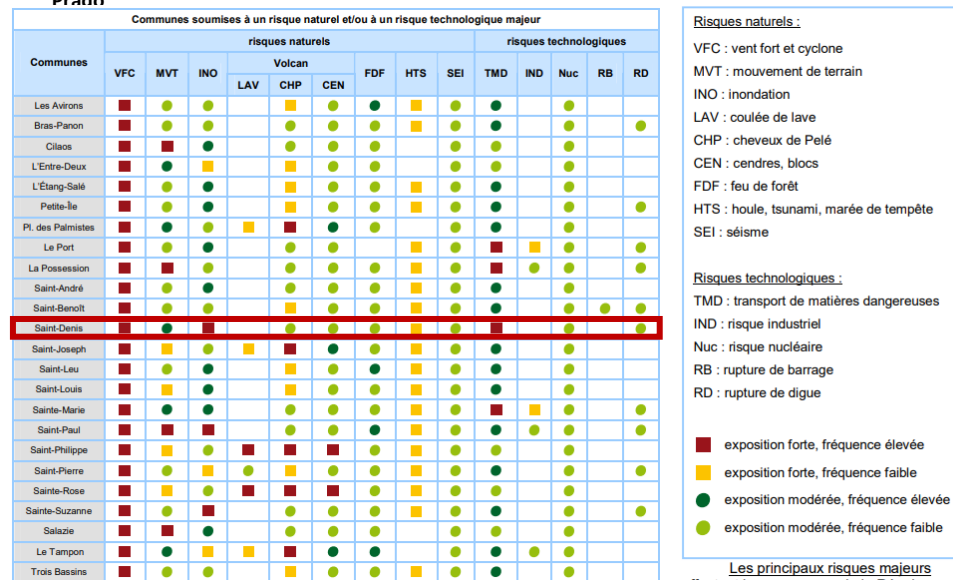 Prado
Communes soumises à un risque naturel et/ou à un risque technologique majeur
Communes
risques naturels
risques technologiques
VFC
MVT
INO
Volcan
FDF
HTS
SEI
TMD
IND
Nuc
RB
RD
LAV
CHP
CEN
Les Avirons
Bras-Panon
Cilaos
L'Entre-Deux
L'Étang-Salé
Petite-Île
Pl. des Palmistes
Le Port
La Possession
Saint-André
Saint-Benoît
Saint-Denis
Saint-Joseph
Saint-Leu
Saint-Louis
Sainte-Marie
Saint-Paul
Saint-Philippe
Saint-Pierre
Sainte-Rose
Sainte-Suzanne
Salazie
Le Tampon
Trois Bassins
Risques naturels :
VFC : vent fort et cyclone
MVT : mouvement de terrain
INO : inondation
LAV : coulée de lave
CHP : cheveux de Pelé
CEN : cendres, blocs
FDF : feu de forêt
HTS : houle, tsunami, marée de tempête
SEI : séisme
Risques technologiques :
TMD : transport de matières dangereuses
IND : risque industriel
Nuc : risque nucléaire
RB : rupture de barrage
RD : rupture de digue
exposition forte, fréquence élevée
exposition forte, fréquence faible
exposition modérée, fréquence élevée
exposition modérée, fréquence faible
Les principaux risques majeurs